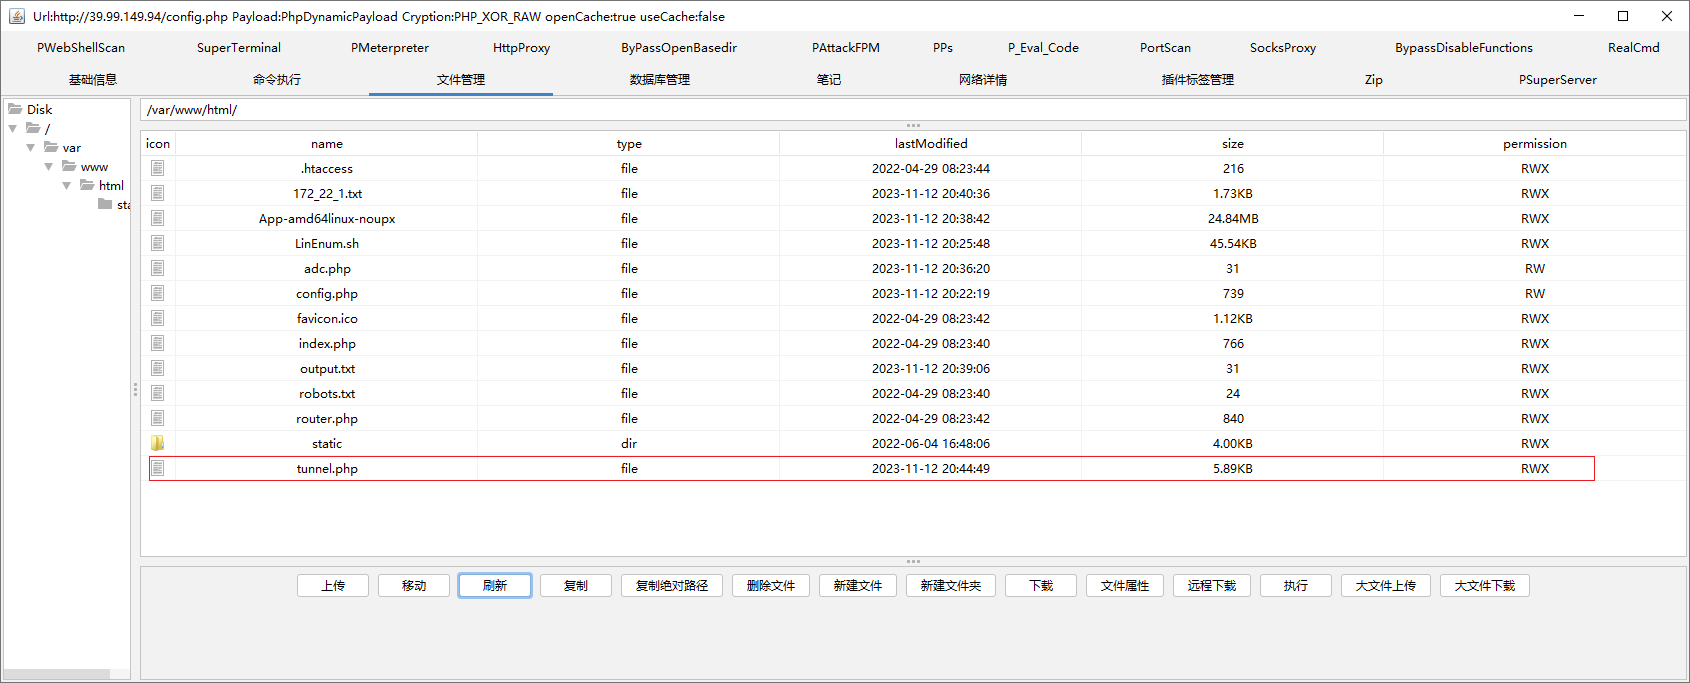 Url:http://39.99.149.94/config.php Payload:PhpDynamicPayload Cryption:PHP_XOR_RAW openCache:true useCache:false
PWebShellScan SuperTerminal PMeterpreter HttpProxy ByPassOpenBasedir PAttackFPM PPs P_Eval_Code PortScan SocksProxy BypassDisableFunctions RealCmd
基础信息 命令执行 文件管理 数据库管理 笔记 网络详情 插件标签管理 Zip PSuperServer
Disk
/
var
www
html
sta
/var/www/html/
icon name type lastModified size permission
.htaccess file 2022-04-29 08:23:44 216 RWX
172_22_1.txt file 2023-11-12 20:40:36 1.73KB RWX
App-amd64linux-noupx file 2023-11-12 20:38:42 24.84MB RWX
LinEnum.sh file 2023-11-12 20:25:48 45.54KB RWX
adc.php file 2023-11-12 20:36:20 31 RW
config.php file 2023-11-12 20:22:19 739 RW
favicon.ico file 2022-04-29 08:23:42 1.12KB RWX
index.php file 2022-04-29 08:23:40 766 RWX
output.txt file 2023-11-12 20:39:06 31 RWX
robots.txt file 2022-04-29 08:23:40 24 RWX
router.php file 2022-04-29 08:23:42 840 RWX
static dir 2022-06-04 16:48:06 4.00KB RWX
tunnel.php file 2023-11-12 20:44:49 5.89KB RWX
上传 移动 刷新 复制 复制绝对路径 删除文件 新建文件 新建文件夹 下载 文件属性 远程下载 执行 大文件上传 大文件下载